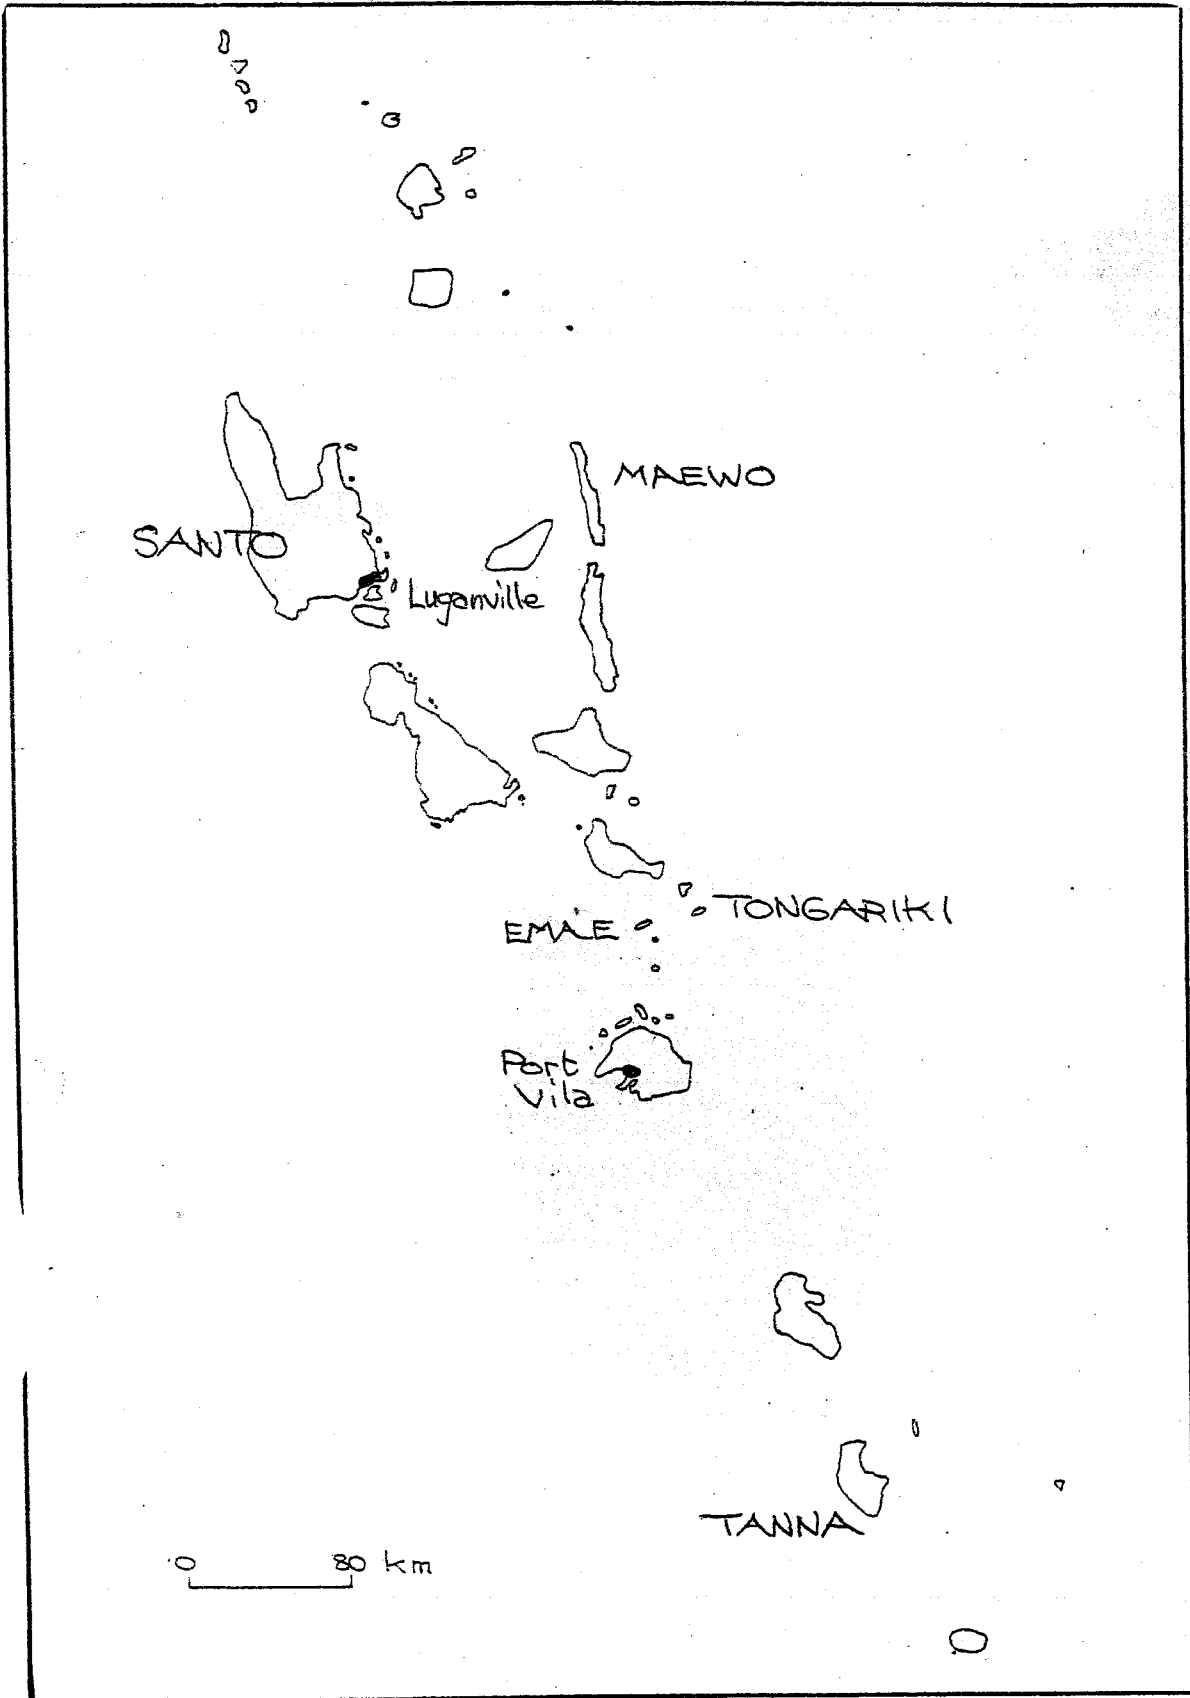 MAEWO
SANTO
Luganville
TONGARIKI
EMAE
Port
Vila
TANNA
0 80 km